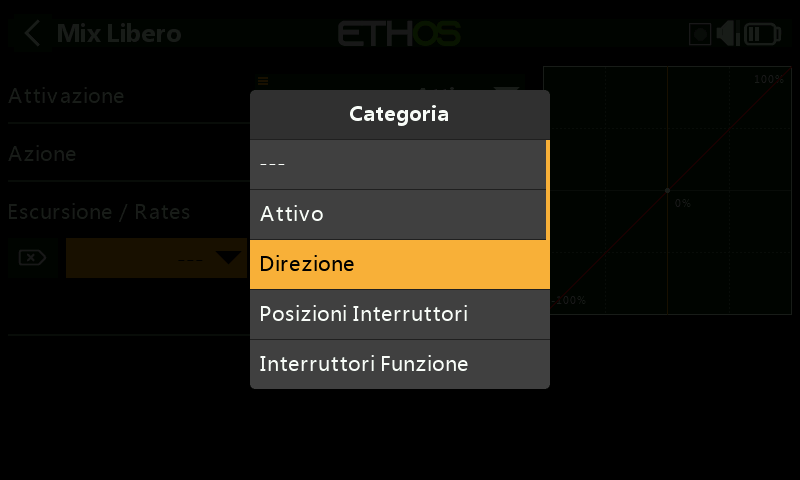 Mix Libero
ETHOS
Attivazione
Azione
Escursione / Rates
---
100%
0%
-100%
Categoria
---
Attivo
Direzione
Posizioni Interruttori
Interruttori Funzione